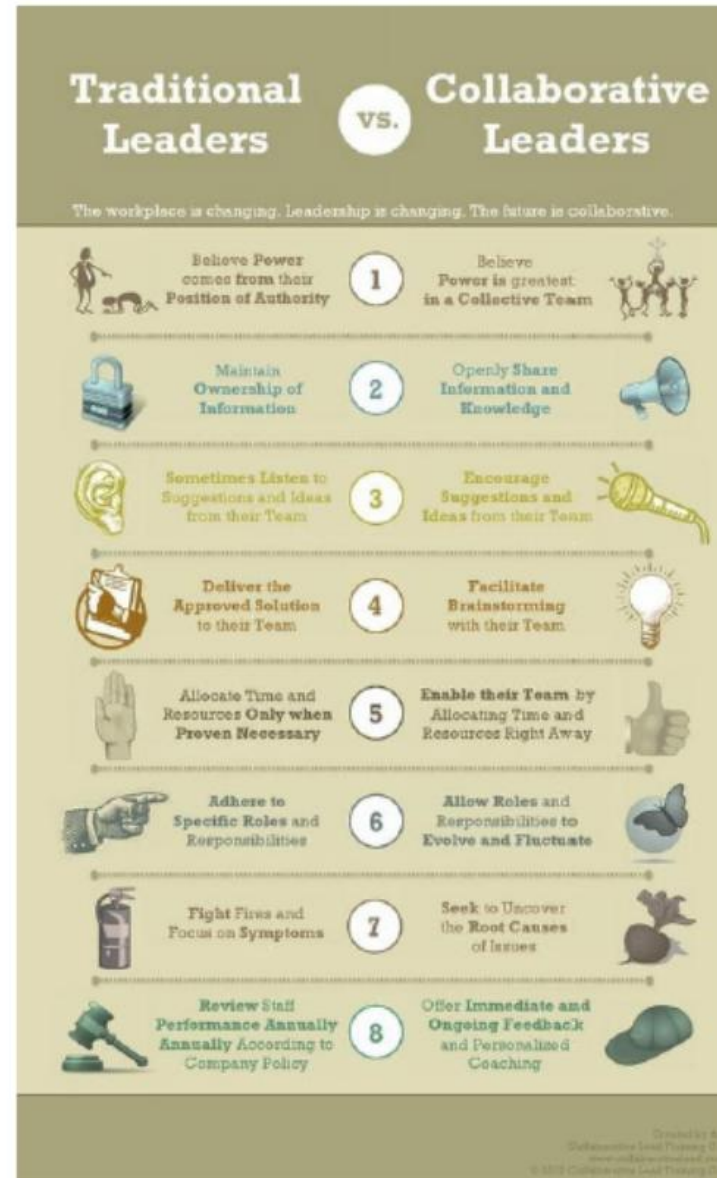 Traditional Leaders
vs.
Collaborative Leaders
The workplace is changing. Leadership is changing. The future is collaborative.
Believe Power
comes from their
Position of Authority
1
Believe
Power is greatest
in a Collective Team
Maintain
Ownership of
Information
2
Openly Share
Information and
Knowledge
Sometimes Listen to
Suggestions and Ideas
from their Team
3
Encourage
Suggestions and
Ideas from their Team
Deliver the
Approved Solution
to their Team
4
Facilitate
Brainstorming
with their Team
Allocate Time and
Resources Only when
Proven Necessary
5
Enable their Team by
Allocating Time and
Resources Right Away
Adhere to
Specific Roles and
Responsibilities
6
Allow Roles and
Responsibilities to
Evolve and Fluctuate
Fight Fires and
Focus on Symptoms
7
Seek to Uncover
the Root Causes
of Issues
Review Staff
Performance Annually
Annually According to
Company Policy
8
Offer Immediate and
Ongoing Feedback
and Personalized
Coaching
Created by
Collaborative Lead Training